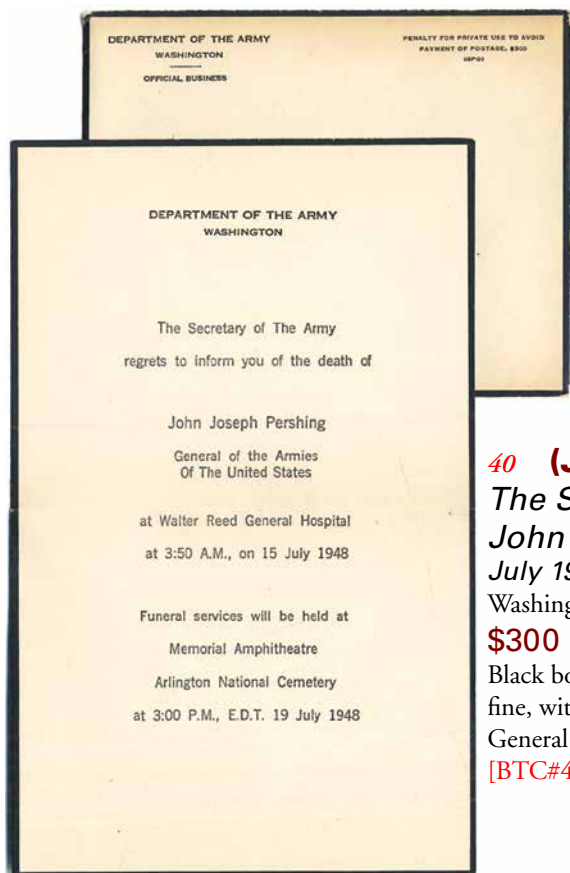 DEPARTMENT OF THE ARMY
WASHINGTON
OFFICIAL BUSINESS
PENALTY FOR PRIVATE USE TO AVOID
PAYMENT OF POSTAGE, $300
(GPO)
DEPARTMENT OF THE ARMY
WASHINGTON
The Secretary of The Army
regrets to inform you of the death of
John Joseph Pershing
General of the Armies
Of The United States
at Walter Reed General Hospital
at 3:50 A.M., on 15 July 1948
Funeral services will be held at
Memorial Amphitheatre
Arlington National Cemetery
at 3:00 P.M., E.D.T. 19 July 1948
40 (J
The S
John
July 19
Washing
$300
Black bo
fine, wit
General
[BTC#4